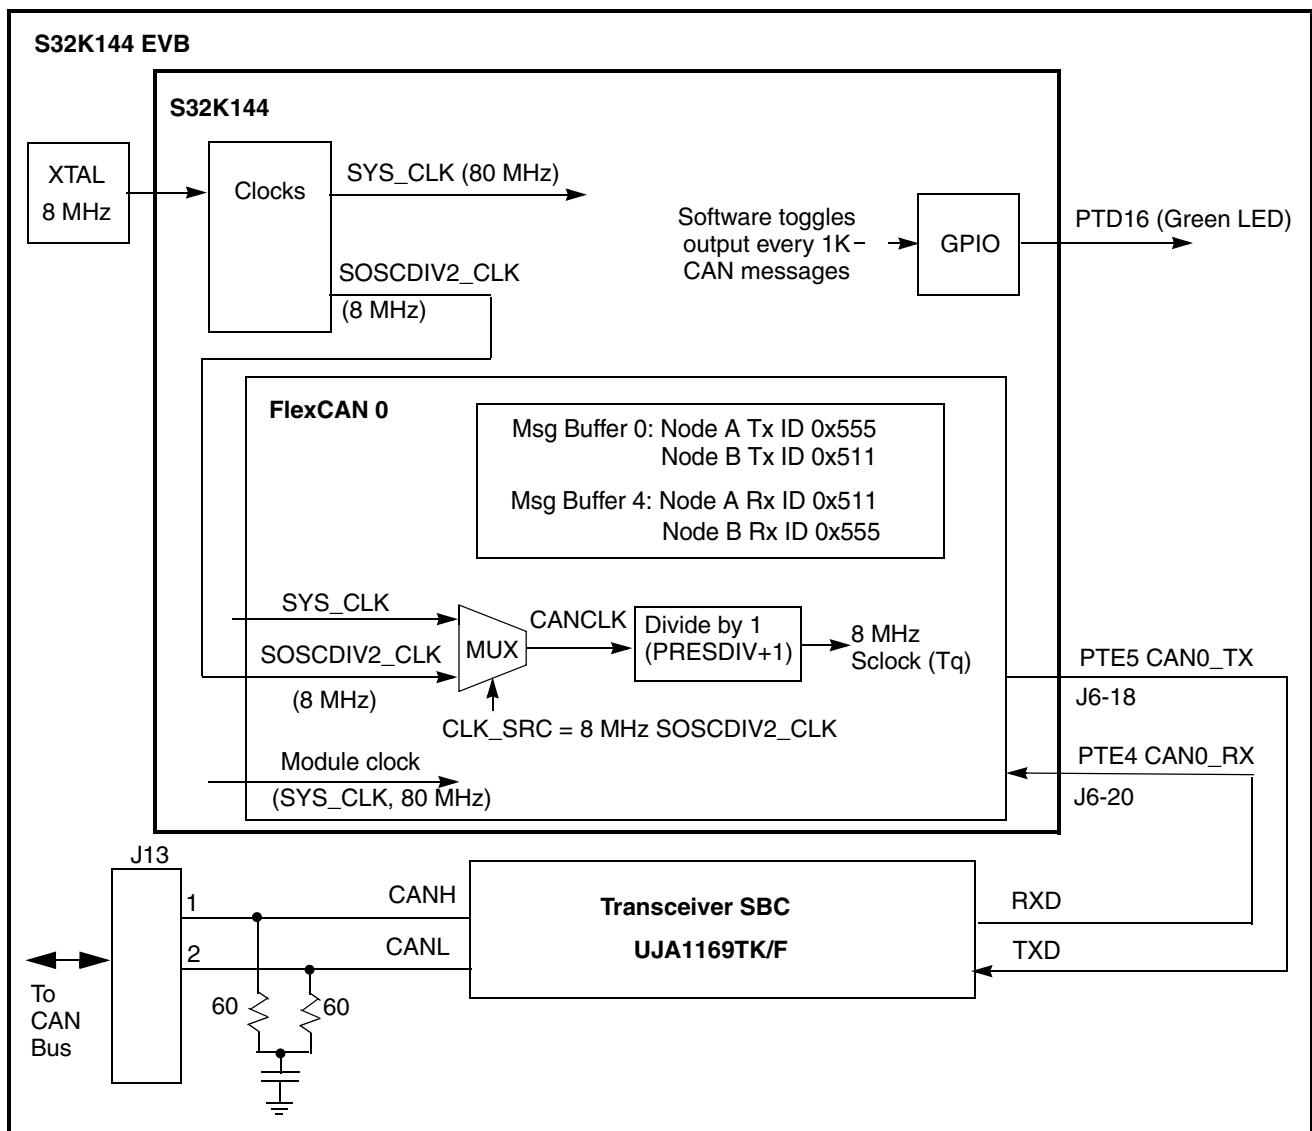 S32K144 EVB
S32K144
XTAL
8 MHz
Clocks
SYS_CLK (80 MHz)
SOSCDIV2_CLK
(8 MHz)
Software toggles
output every 1K
CAN messages
GPIO
PTD16 (Green LED)
FlexCAN 0
Msg Buffer 0: Node A Tx ID 0x555
Node B Tx ID 0x511
Msg Buffer 4: Node A Rx ID 0x511
Node B Rx ID 0x555
SYS_CLK
SOSCDIV2_CLK
(8 MHz)
MUX
CANCLK
Divide by 1
(PRESDIV+1)
8 MHz
Sclock (Tq)
CLK_SRC = 8 MHz SOSCDIV2_CLK
Module clock
(SYS_CLK, 80 MHz)
PTE5 CAN0_TX
J6-18
PTE4 CAN0_RX
J6-20
J13
1
2
CANH
CANL
Transceiver SBC
UJA1169TK/F
RXD
TXD
To
CAN
Bus
60
60